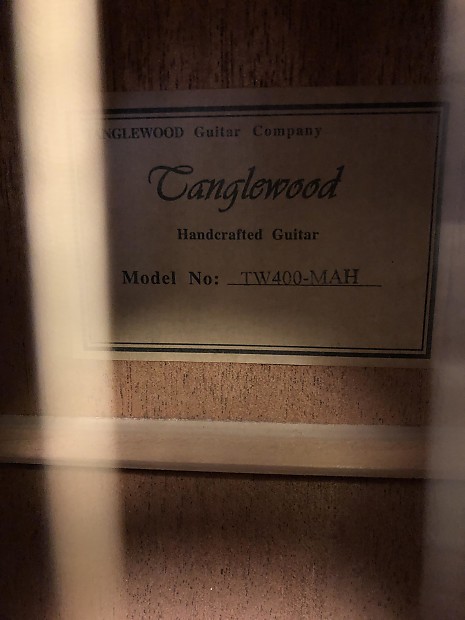 NGLEWOOD Guitar Company
Tanglewood
Handcrafted Guitar
Model No: TW400-MAH